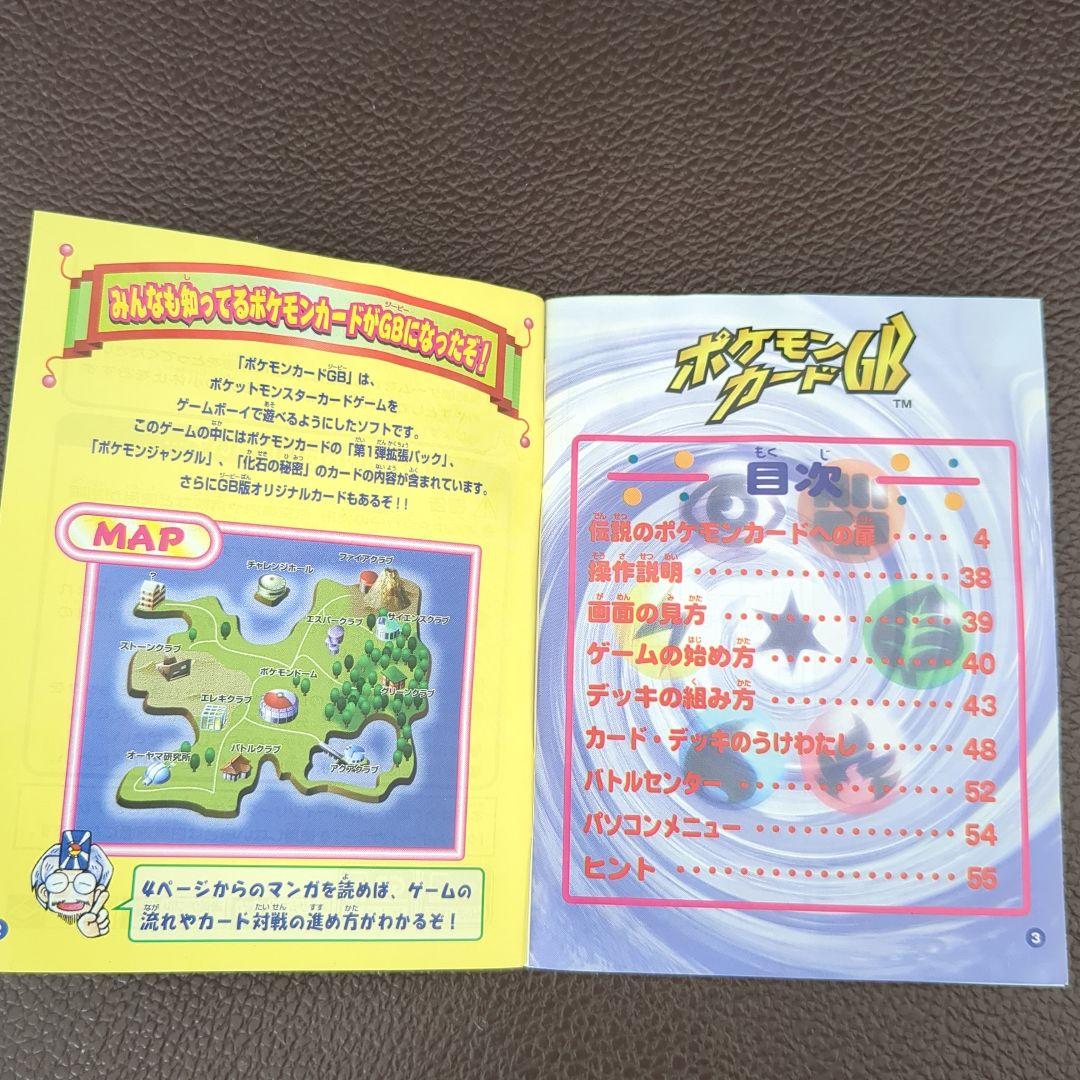 みんなも知ってるポケモンカードがGBになったぞ!
「ポケモンカードGB」は、
ポケットモンスターカードゲームを
ゲームボーイで遊べるようにしたソフトです。
このゲームの中にはポケモンカードの「第1弾拡張パック」、
「ポケモンジャングル」、「化石の秘密」のカードの内容が含まれています。
さらにGB版オリジナルカードもあるぞ!!
MAP
?
チャレンジホール
ファイアクラブ
エスパークラブ
サイエンスクラブ
ストーンクラブ
ポケモンドーム
グリーンクラブ
エレキクラブ
オーヤマ研究所
バトルクラブ
アクアクラブ
4ページからのマンガを読めば、ゲームの
流れやカード対戦の進め方がわかるぞ!
ポケモン
カードGB
TM
目次
伝説のポケモンカードへの扉 ···· 4
操作説明 ···················· 38
画面の見方 ·················· 39
ゲームの始め方 ·············· 40
デッキの組み方 ·············· 43
カード・デッキのうけわたし ······ 48
バトルセンター ·············· 52
パソコンメニュー ············ 54
ヒント ······················ 55
3